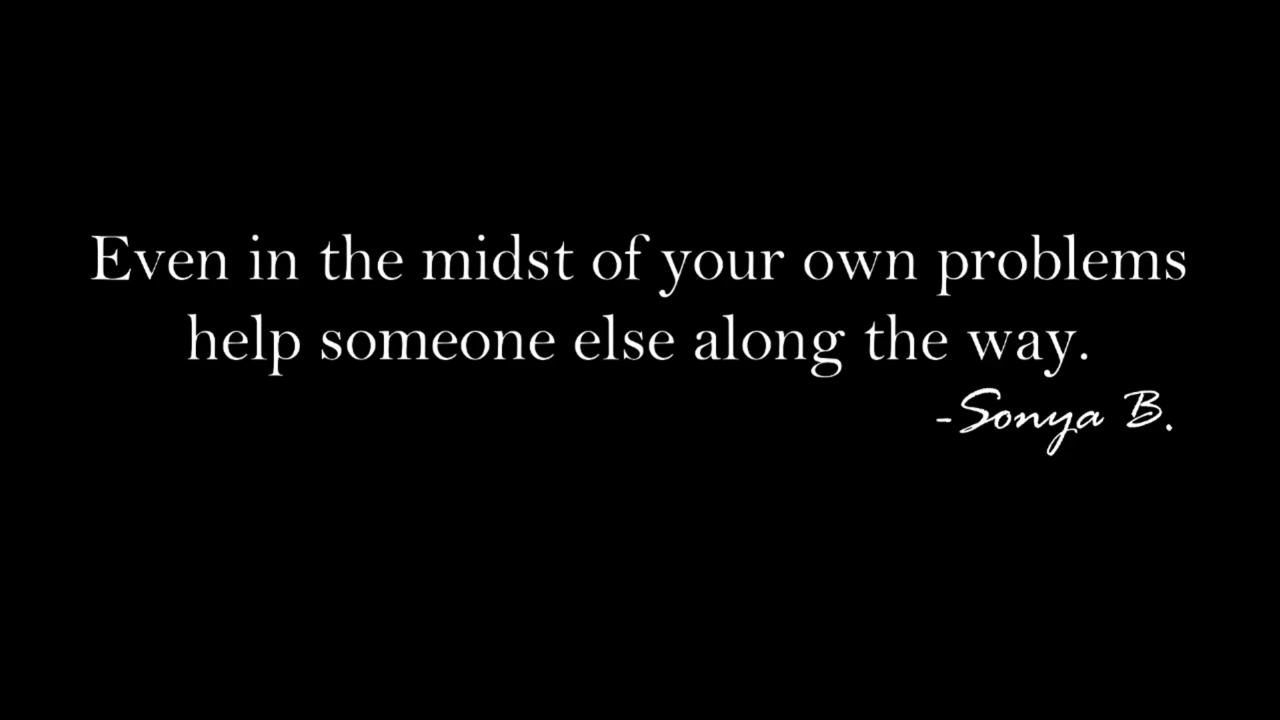 Even in the midst of your own problems
help someone else along the way.
-Sonya B.